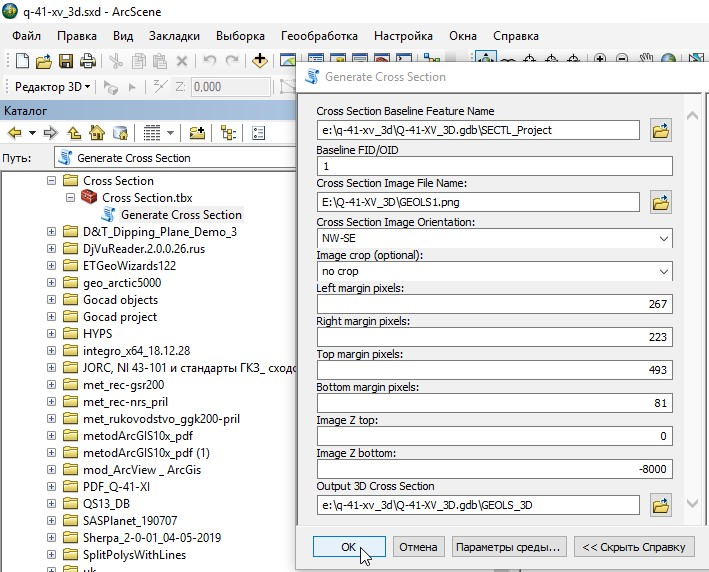 q-41-xv_3d.sxd - ArcScene
Файл Правка Вид Закладки Выборка Геообработка Настройка Окна Справка
Редактор 3D Z: 0,000
Каталог
Путь: Generate Cross Section
Cross Section
Cross Section.tbx
Generate Cross Section
D&T_Dipping_Plane_Demo_3
DjVuReader.2.0.0.26.rus
ETGeoWizards122
geo_arctic5000
Gocad objects
Gocad project
HYPS
integro_x64_18.12.28
JORC, NI 43-101 и стандарты ГКЗ_ сходс
met_rec-gsr200
met_rec-nrs_pril
met_rukovodstvo_ggk200-pril
metodArcGIS10x_pdf
metodArcGIS10x_pdf (1)
mod_ArcView _ ArcGis
PDF_Q-41-XI
QS13_DB
SASPlanet_190707
Sherpa_2-0-01_04-05-2019
SplitPolysWithLines
Generate Cross Section
Cross Section Baseline Feature Name
e:\q-41-xv_3d\Q-41-XV_3D.gdb\SECTL_Project
Baseline FID/OID
1
Cross Section Image File Name:
E:\Q-41-XV_3D\GEOLS1.png
Cross Section Image Orientation:
NW-SE
Image crop (optional):
no crop
Left margin pixels:
267
Right margin pixels:
223
Top margin pixels:
493
Bottom margin pixels:
81
Image Z top:
0
Image Z bottom:
-8000
Output 3D Cross Section
e:\q-41-xv_3d\Q-41-XV_3D.gdb\GEOLS_3D
OK Отмена Параметры среды... << Скрыть Справку